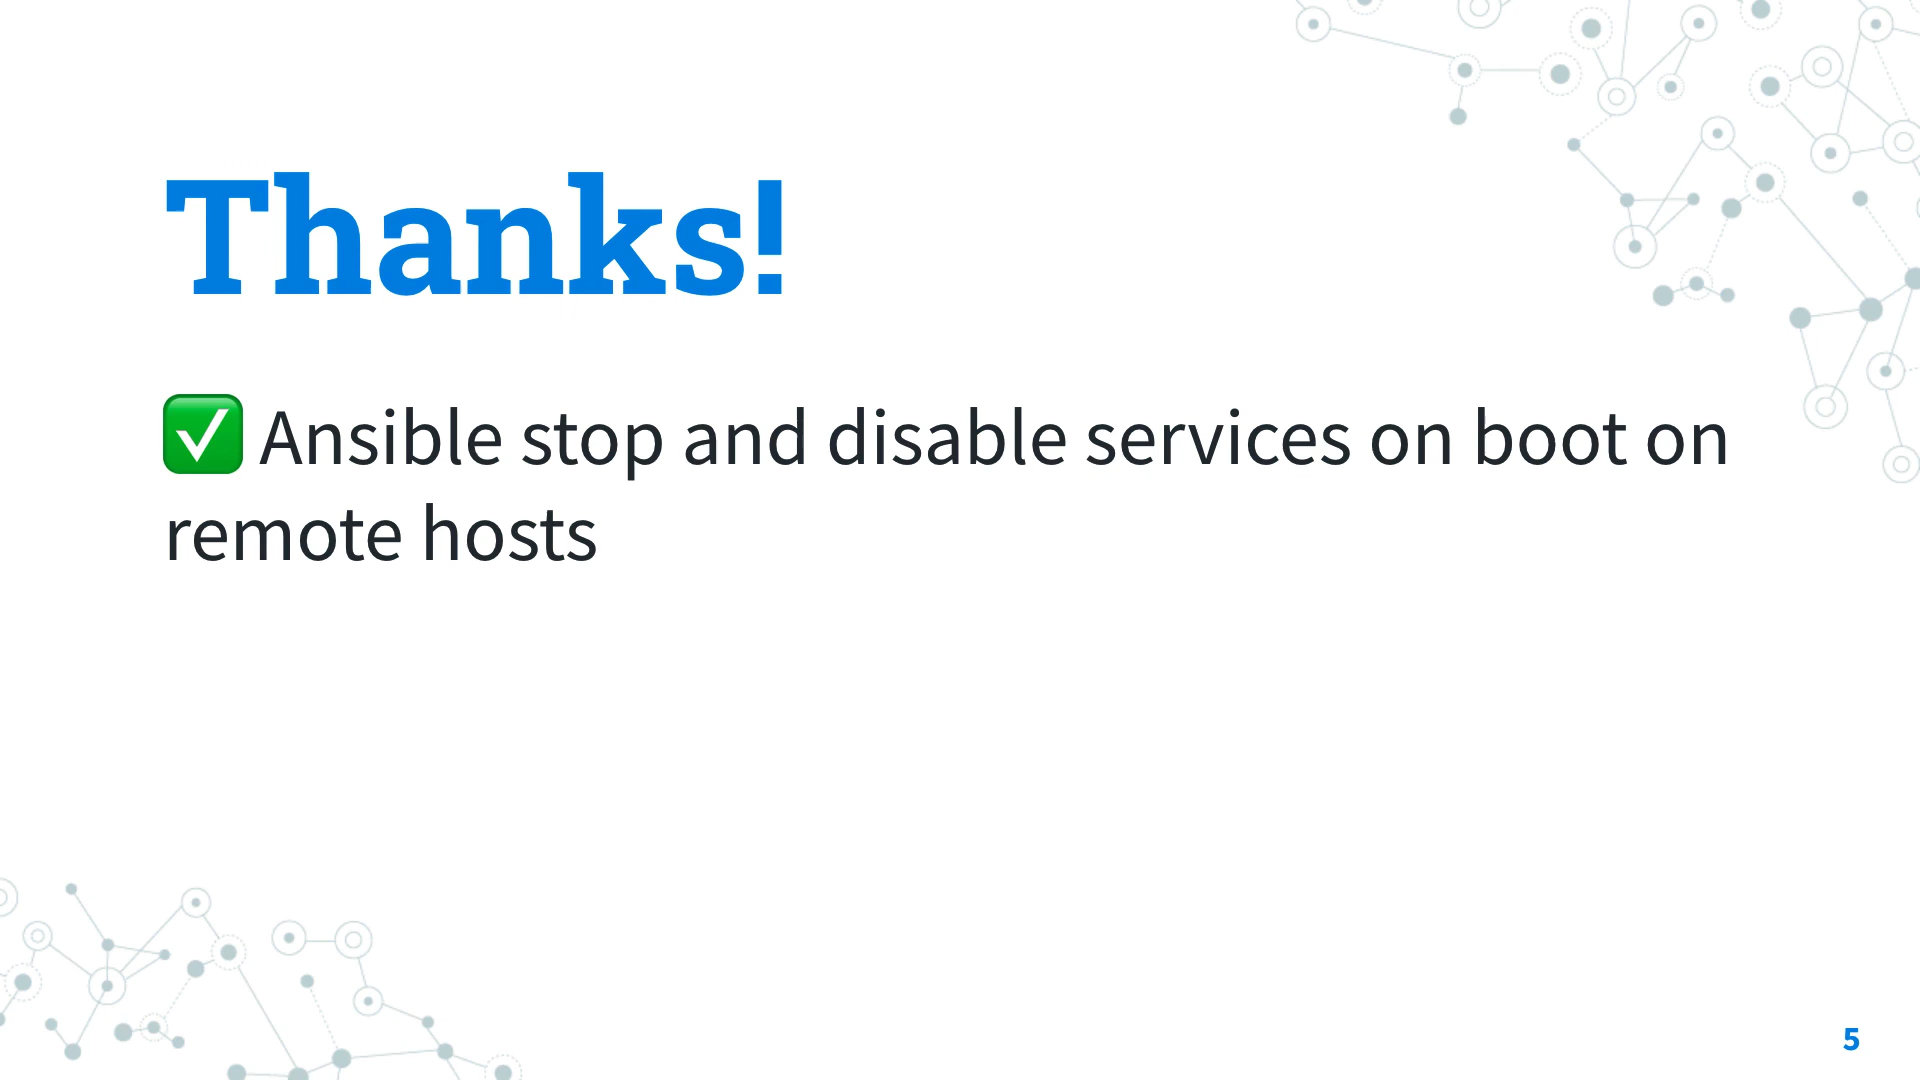 Thanks!
✅ Ansible stop and disable services on boot on
remote hosts
5